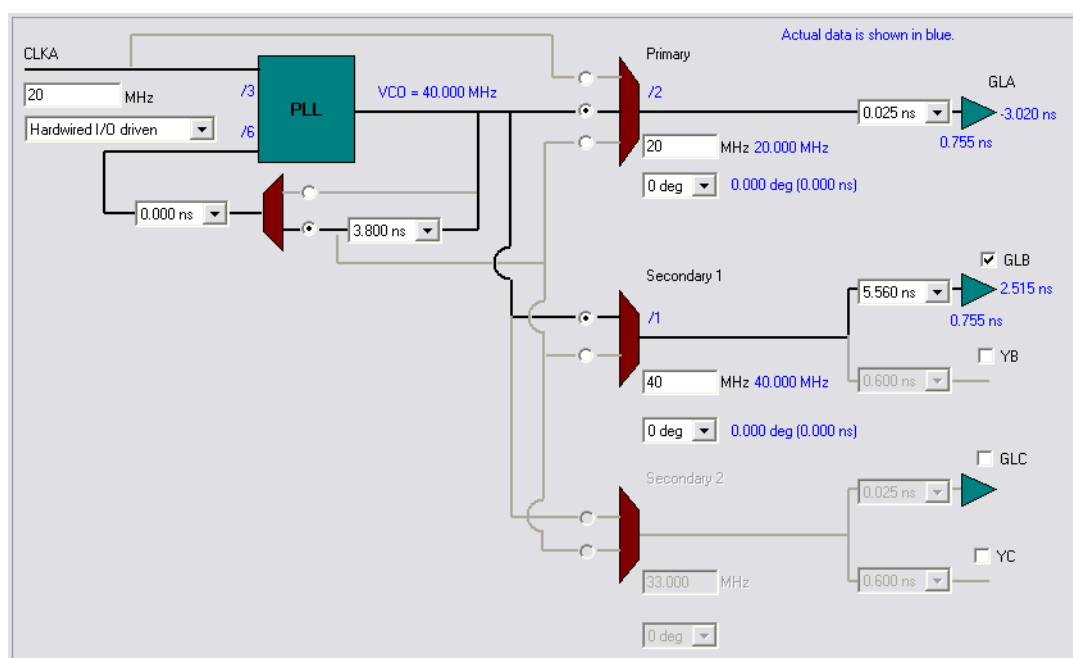 Actual data is shown in blue.
CLKA
Primary
20 MHz
/3
PLL
VCO = 40.000 MHz
/2
GLA
Hardwired I/O driven
/6
0.025 ns
-3.020 ns
0.755 ns
20 MHz 20.000 MHz
0 deg 0.000 deg (0.000 ns)
0.000 ns
3.800 ns
Secondary 1
GLB
5.560 ns
2.515 ns
/1
0.755 ns
YB
40 MHz 40.000 MHz
0.600 ns
0 deg 0.000 deg (0.000 ns)
GLC
Secondary 2
0.025 ns
YC
33.000 MHz
0.600 ns
0 deg